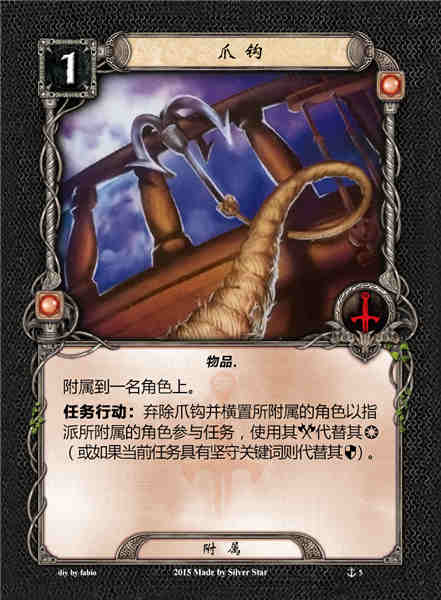 爪钩
1
物品.
附属到一名角色上。
任务行动：弃除爪钩并横置所附属的角色以指
派所附属的角色参与任务，使用其代替其
（或如果当前任务具有坚守关键词则代替其）。
附属
diy by fabio 2015 Made by Silver Star 5